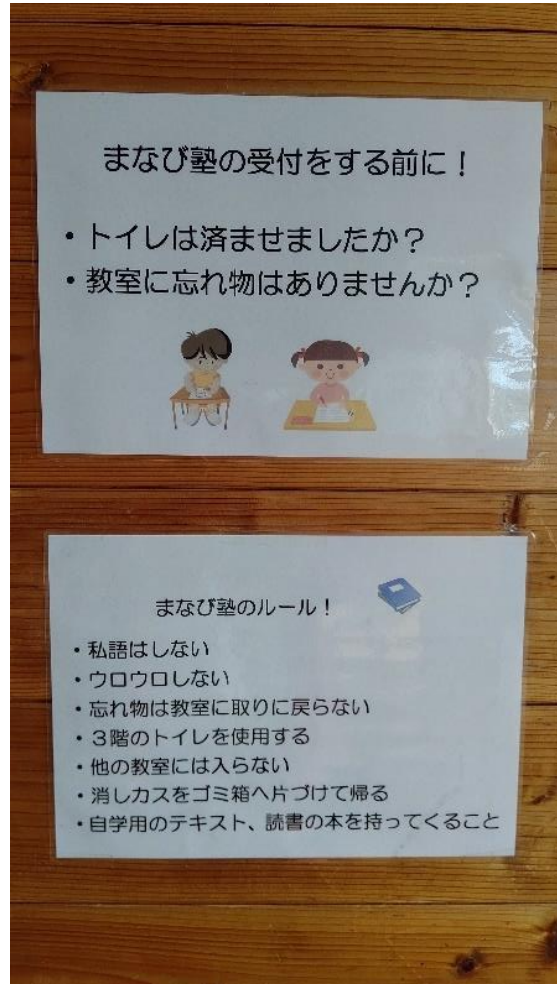 まなび塾の受付をする前に！
・トイレは済ませましたか？
・教室に忘れ物はありませんか？
まなび塾のルール！
・私語はしない
・ウロウロしない
・忘れ物は教室に取りに戻らない
・３階のトイレを使用する
・他の教室には入らない
・消しカスをゴミ箱へ片づけて帰る
・自学用のテキスト、読書の本を持ってくること